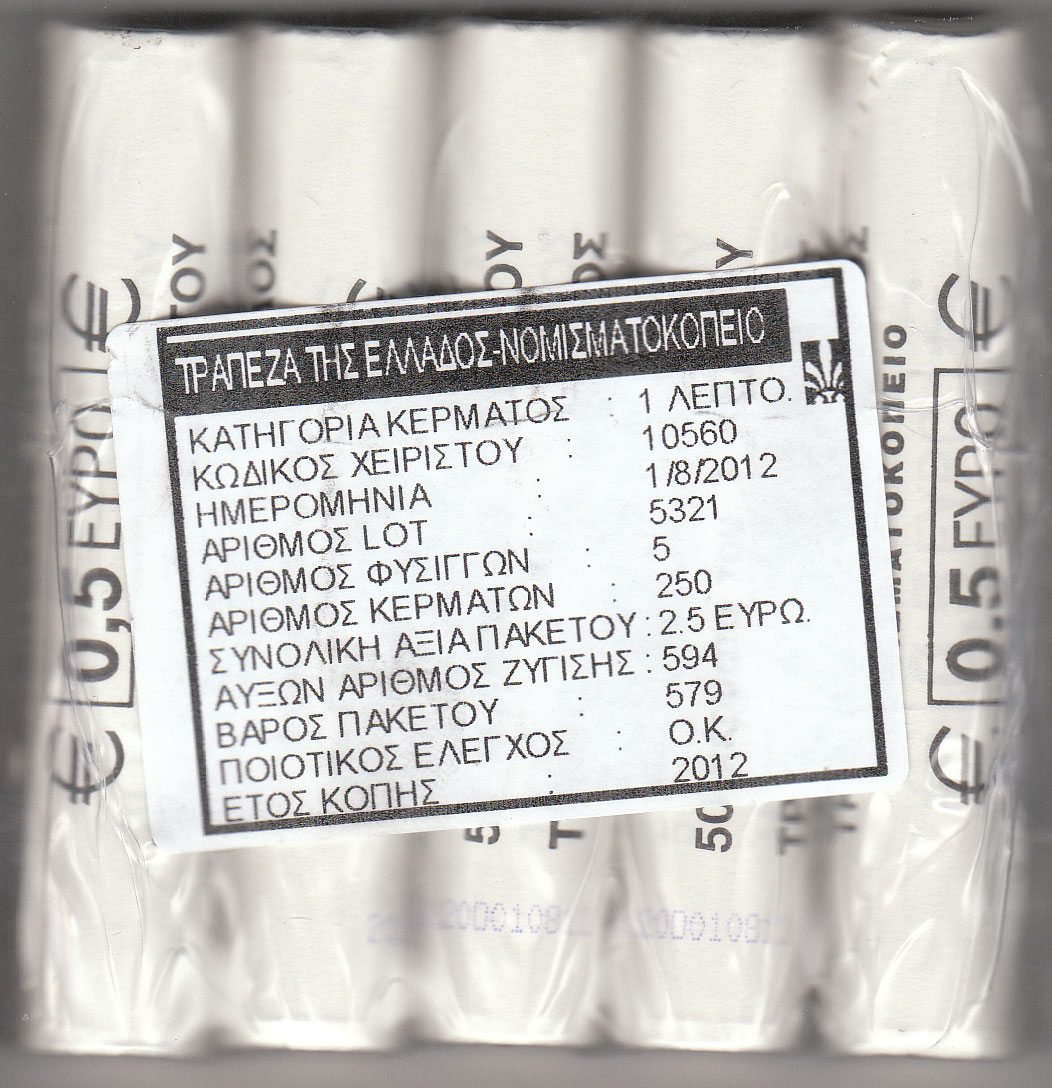 ΤΡΑΠΕΖΑ ΤΗΣ ΕΛΛΑΔΟΣ-ΝΟΜΙΣΜΑΤΟΚΟΠΕΙΟ
ΚΑΤΗΓΟΡΙΑ ΚΕΡΜΑΤΟΣ : 1 ΛΕΠΤΟ.
ΚΩΔΙΚΟΣ ΧΕΙΡΙΣΤΟΥ : 10560
ΗΜΕΡΟΜΗΝΙΑ : 1/8/2012
ΑΡΙΘΜΟΣ LOT : 5321
ΑΡΙΘΜΟΣ ΦΥΣΙΓΓΩΝ : 5
ΑΡΙΘΜΟΣ ΚΕΡΜΑΤΩΝ : 250
ΣΥΝΟΛΙΚΗ ΑΞΙΑ ΠΑΚΕΤΟΥ : 2.5 ΕΥΡΩ.
ΑΥΞΩΝ ΑΡΙΘΜΟΣ ΖΥΓΙΣΗΣ : 594
ΒΑΡΟΣ ΠΑΚΕΤΟΥ : 579
ΠΟΙΟΤΙΚΟΣ ΕΛΕΓΧΟΣ : Ο.Κ.
ΕΤΟΣ ΚΟΠΗΣ : 2012
€ 0,5 ΕΥΡΩ €
€ 0.5 ΕΥΡΩ €